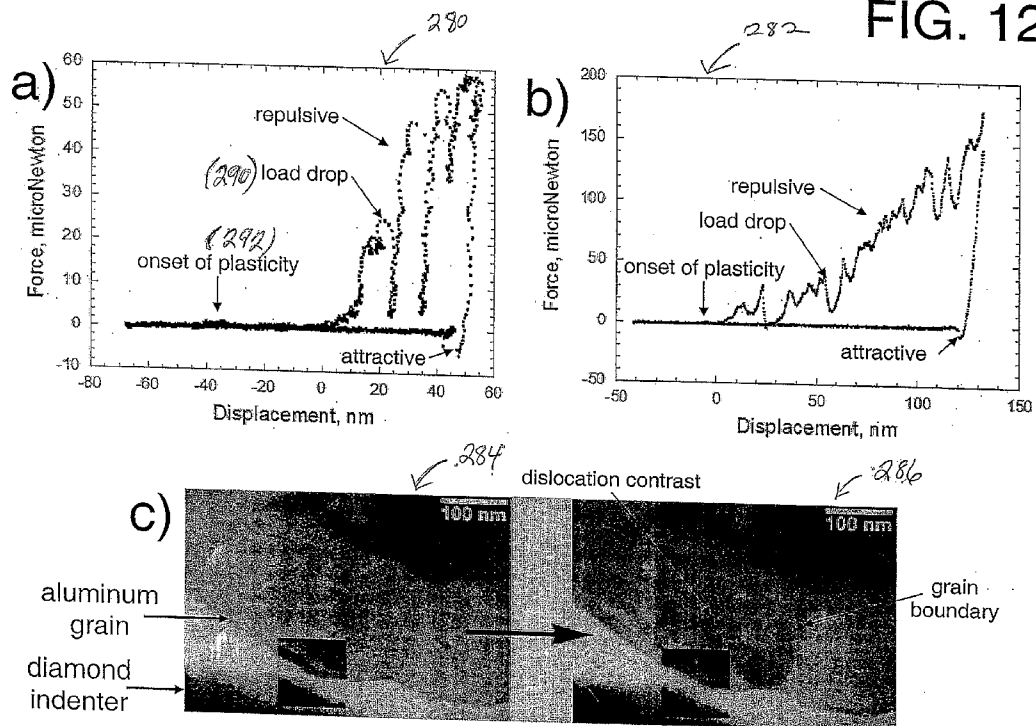 FIG. 12
280
282
a)
60
50
40
30
20
10
0
-10
Force, microNewton
repulsive
(290) load drop
(292)
onset of plasticity
attractive
-80 -60 -40 -20 0 20 40 60
Displacement, nm
b)
200
150
100
50
0
-50
Force, microNewton
repulsive
load drop
onset of plasticity
attractive
-50 0 50 100 150
Displacement, nm
284
286
dislocation contrast
c)
100 nm
100 nm
aluminum
grain
diamond
indenter
grain
boundary